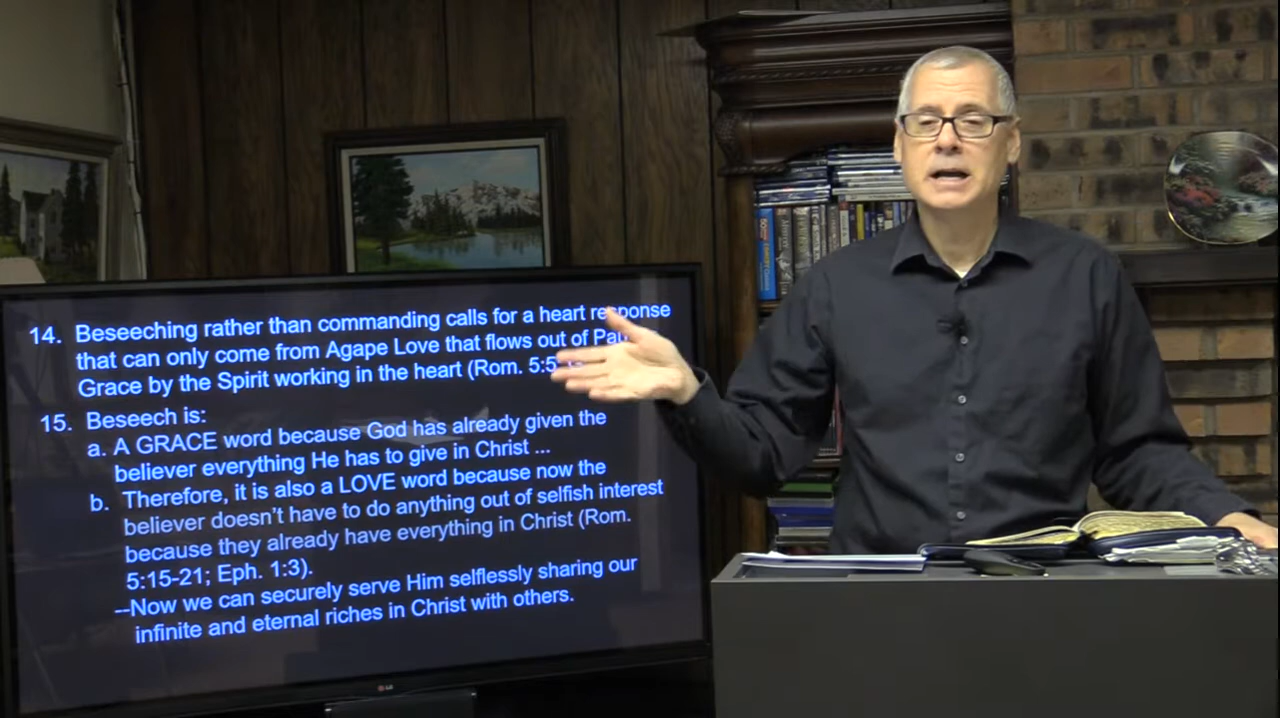 14. Beseeching rather than commanding calls for a heart response
that can only come from Agape Love that flows out of
Grace by the Spirit working in the heart (Rom. 5:5
15. Beseech is:
a. A GRACE word because God has already given the
believer everything He has to give in Christ ...
b. Therefore, it is also a LOVE word because now the
believer doesn't have to do anything out of selfish interest
because they already have everything in Christ (Rom.
5:15-21; Eph. 1:3).
--Now we can securely serve Him selflessly sharing our
infinite and eternal riches in Christ with others.
LG